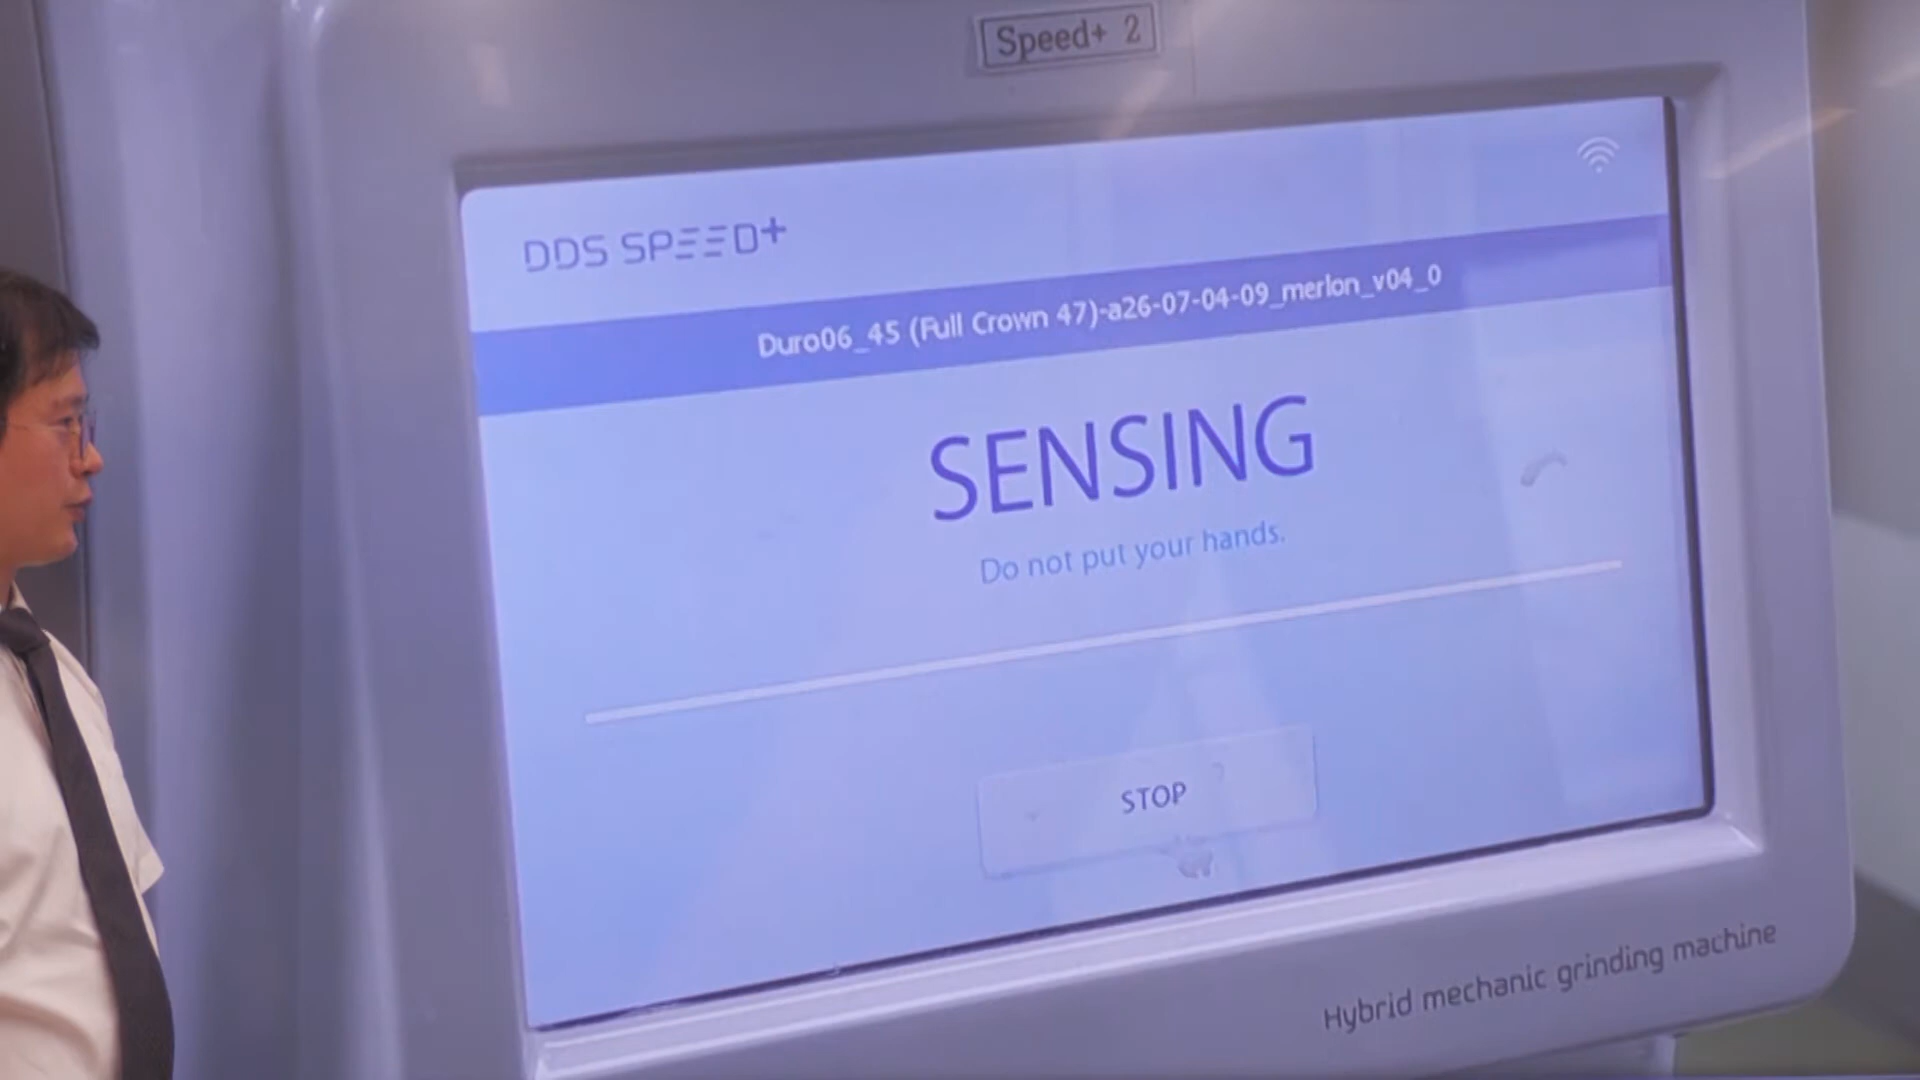 Speed+ 2
DDS SPEED+
Duro06_45 (Full Crown 47)-a26-07-04-09_merlon_v04_0
SENSING
Do not put your hands.
STOP
Hybrid mechanic grinding machine